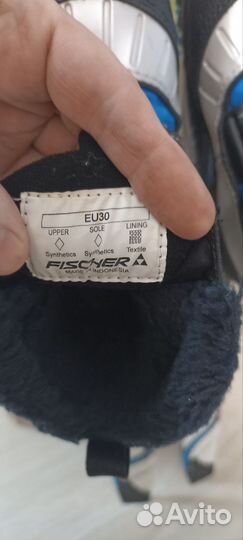 EU30
UPPER SOLE LINING
Synthetics Synthetics Textile
FISCHER
MADE IN INDONESIA
Avito